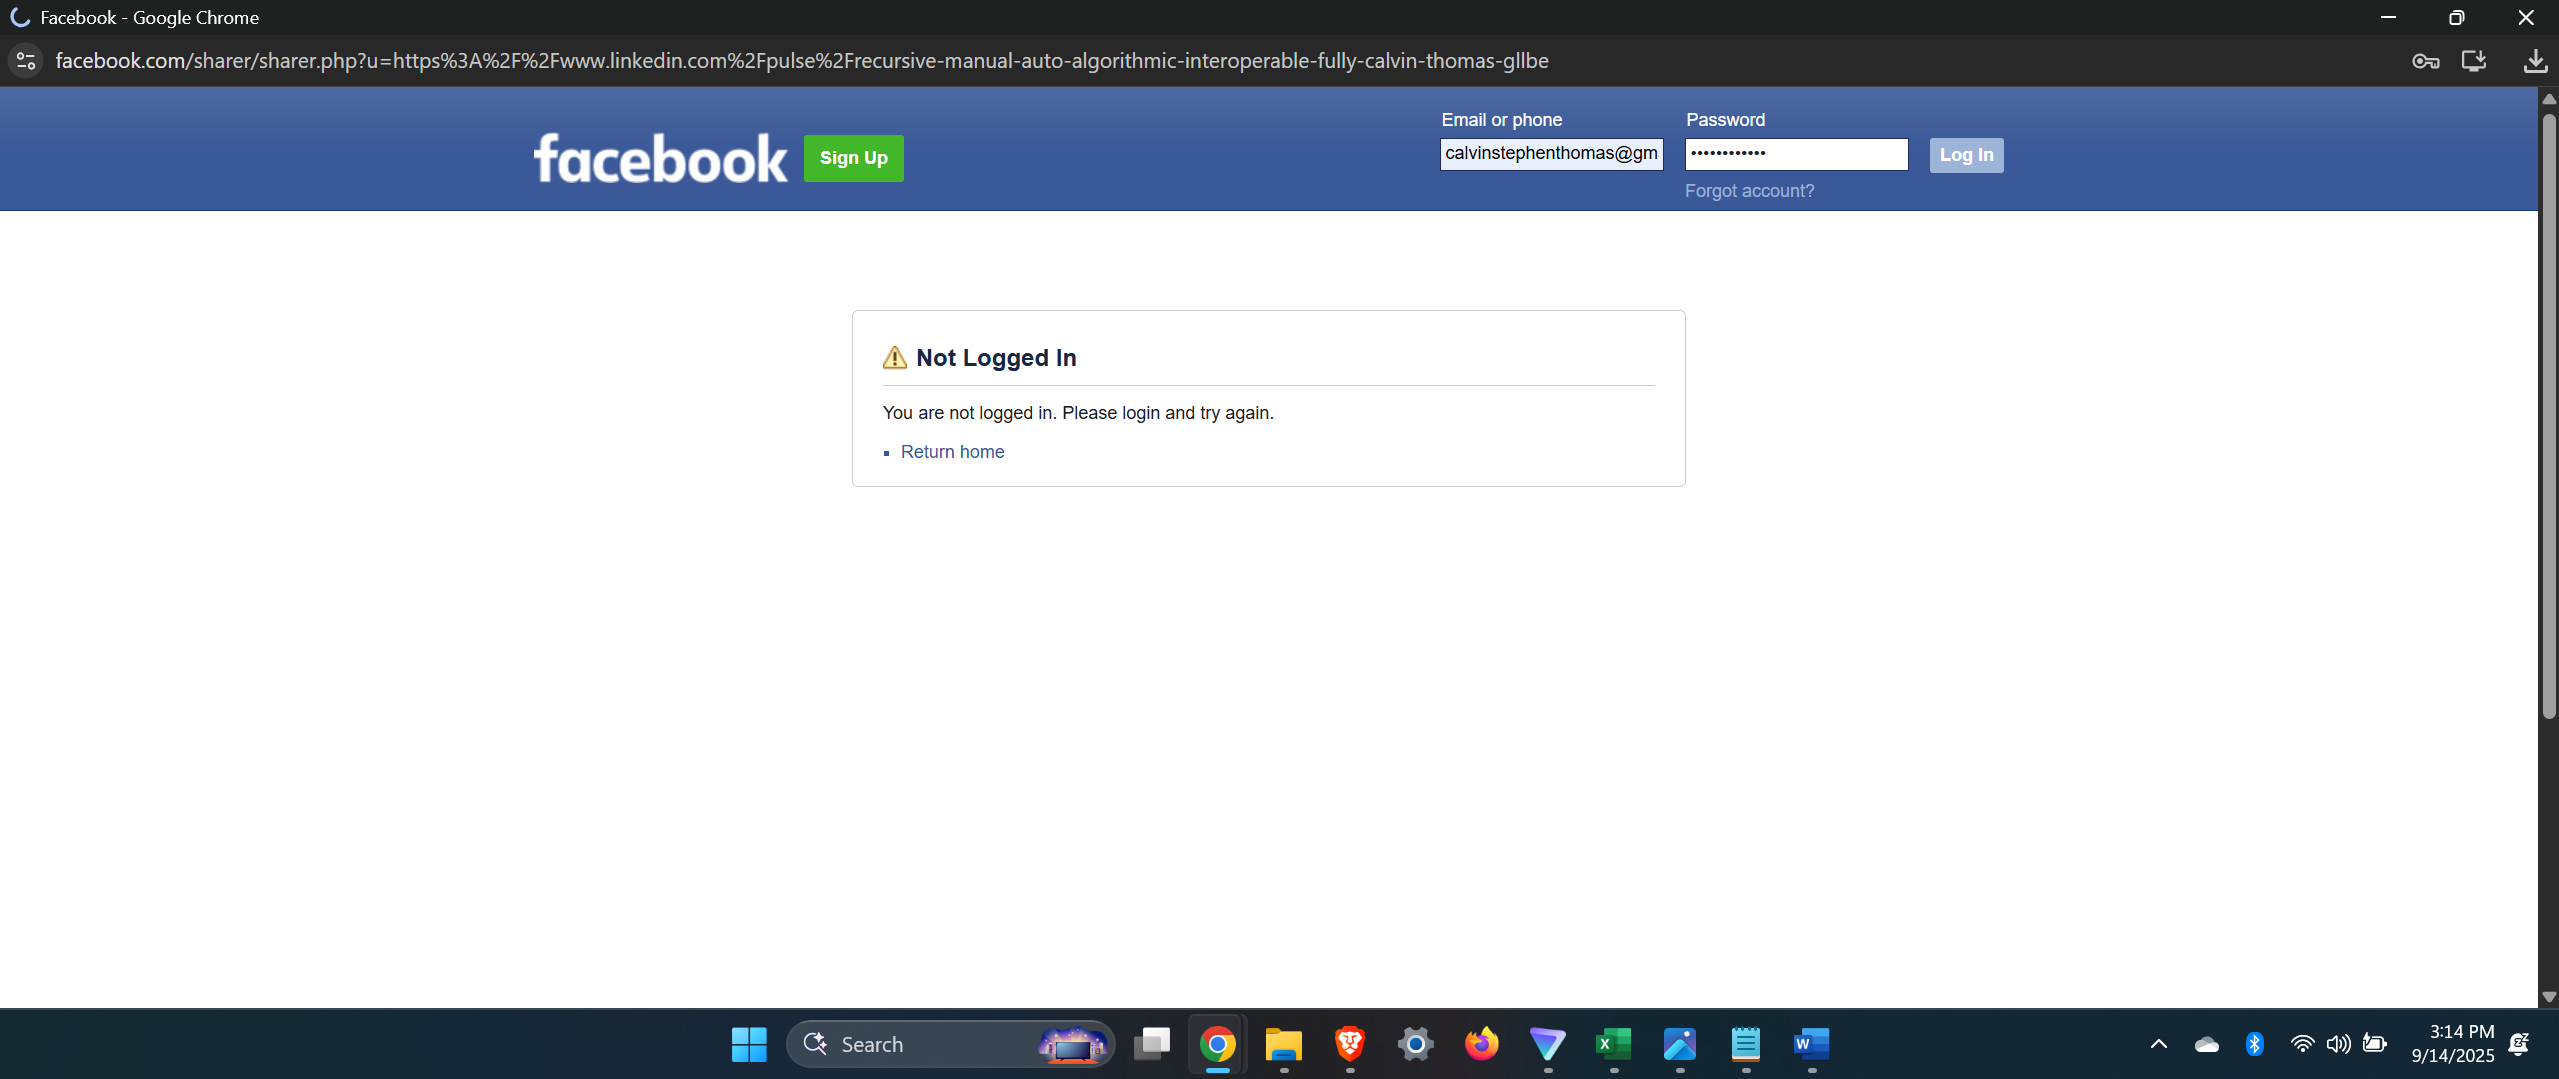 Facebook - Google Chrome
facebook.com/sharer/sharer.php?u=https%3A%2F%2Fwww.linkedin.com%2Fpulse%2Frecursive-manual-auto-algorithmic-interoperable-fully-calvin-thomas-gllbe
facebook
Sign Up
Email or phone
Password
calvinstephenthomas@gm
••••••••••••
Log In
Forgot account?
Not Logged In
You are not logged in. Please login and try again.
Return home
Search
3:14 PM
9/14/2025